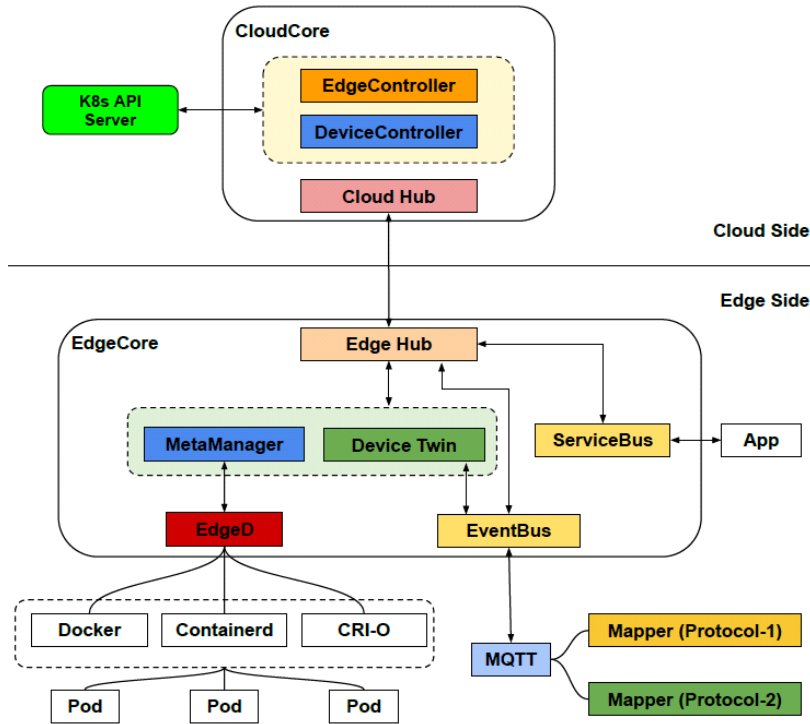 CloudCore
EdgeController
K8s API
Server
DeviceController
Cloud Hub
Cloud Side
Edge Side
EdgeCore
Edge Hub
MetaManager
Device Twin
ServiceBus
App
EdgeD
EventBus
Docker
Containerd
CRI-O
Mapper (Protocol-1)
MQTT
Mapper (Protocol-2)
Pod
Pod
Pod